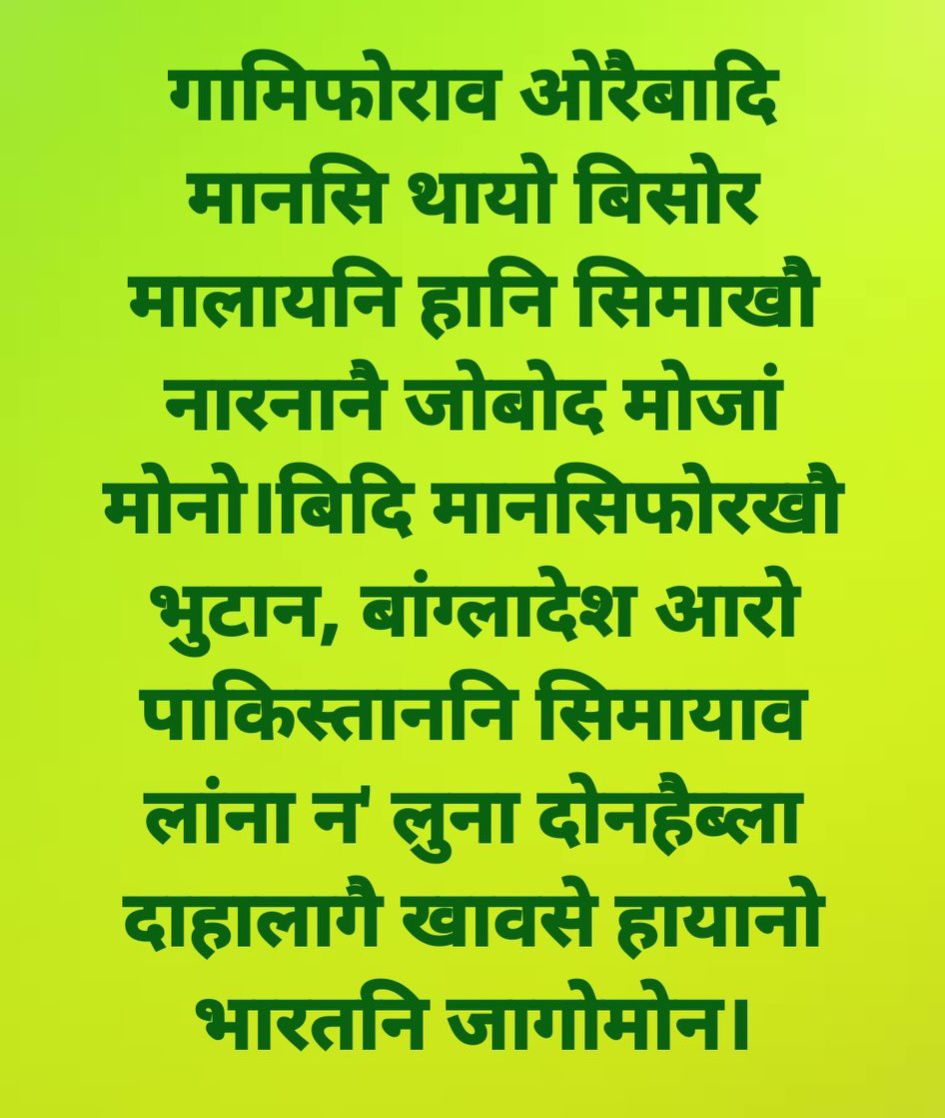 गामिफोराव ओरैबादि
मानसि थायो बिसोर
मालायनि हानि सिमाखौ
नारनानै जोबोद मोजां
मोनो।बिदि मानसिफोरखौ
भुटान, बांग्लादेश आरो
पाकिस्ताननि सिमायाव
लांना न' लुना दोनहैब्ला
दाहालागै खावसे हायानो
भारतनि जागोमोन।